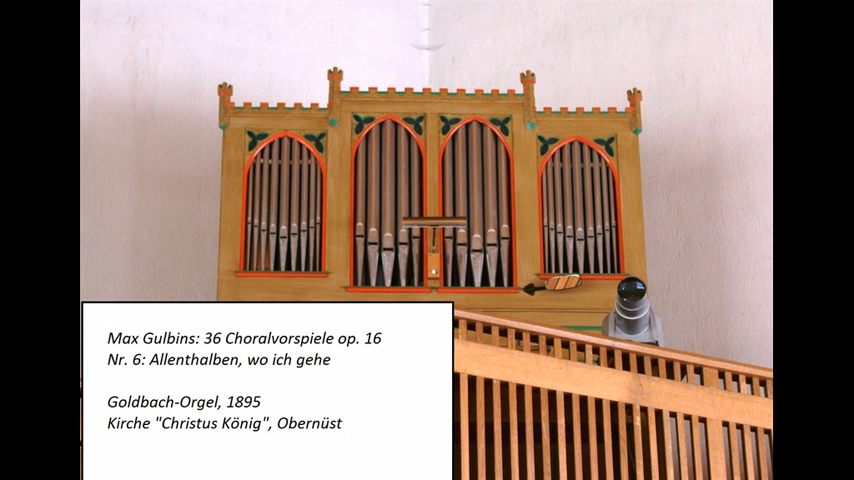 Max Gulbins: 36 Choralvorspiele op. 16
Nr. 6: Allenthalben, wo ich gehe
Goldbach-Orgel, 1895
Kirche "Christus König", Obernüst